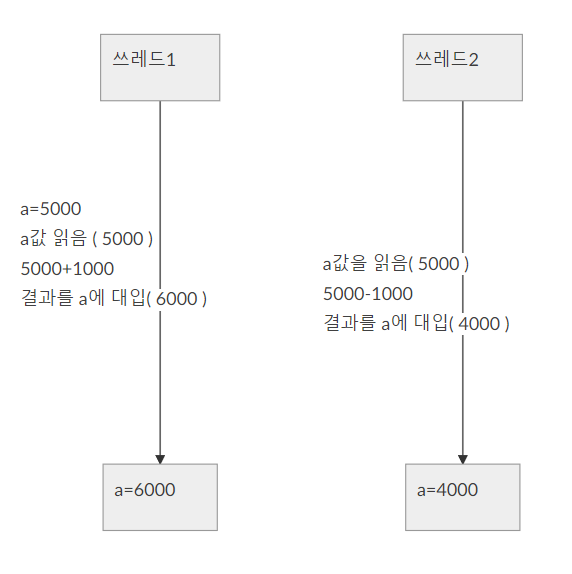 쓰레드1
쓰레드2
a=5000
a값 읽음 ( 5000 )
5000+1000
결과를 a에 대입( 6000 )
a값을 읽음( 5000 )
5000-1000
결과를 a에 대입( 4000 )
a=6000
a=4000